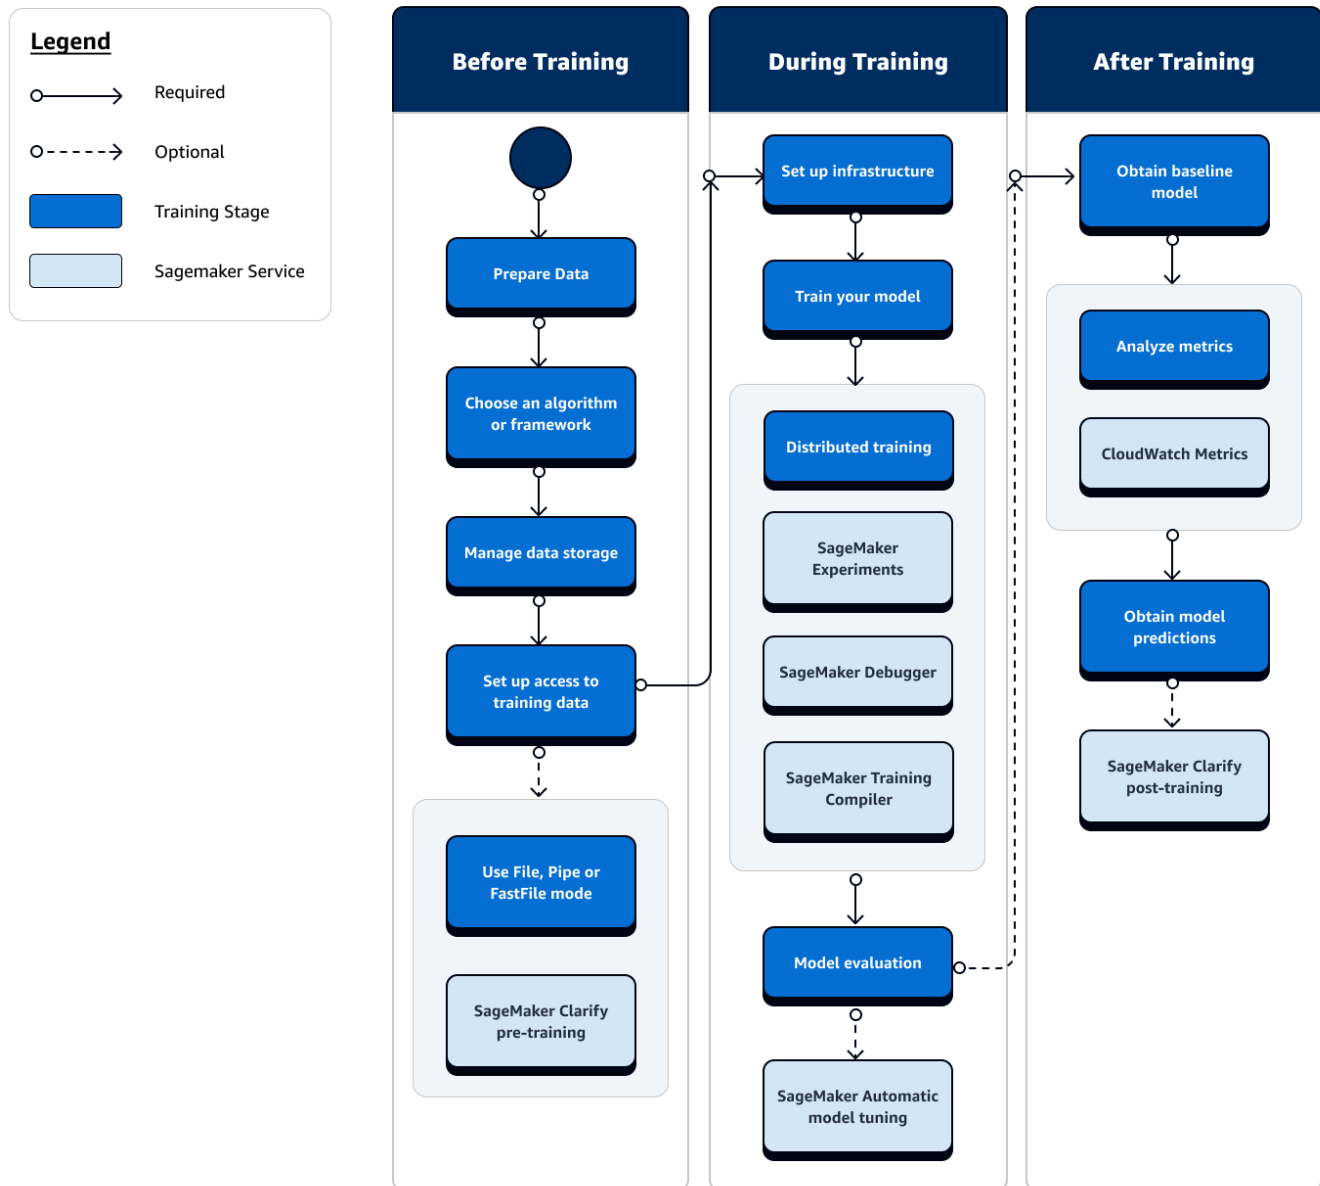 Legend
Required
Optional
Training Stage
Sagemaker Service
Before Training
Prepare Data
Choose an algorithm
or framework
Manage data storage
Set up access to
training data
Use File, Pipe or
FastFile mode
SageMaker Clarify
pre-training
During Training
Set up infrastructure
Train your model
Distributed training
SageMaker
Experiments
SageMaker Debugger
SageMaker Training
Compiler
Model evaluation
SageMaker Automatic
model tuning
After Training
Obtain baseline
model
Analyze metrics
CloudWatch Metrics
Obtain model
predictions
SageMaker Clarify
post-training